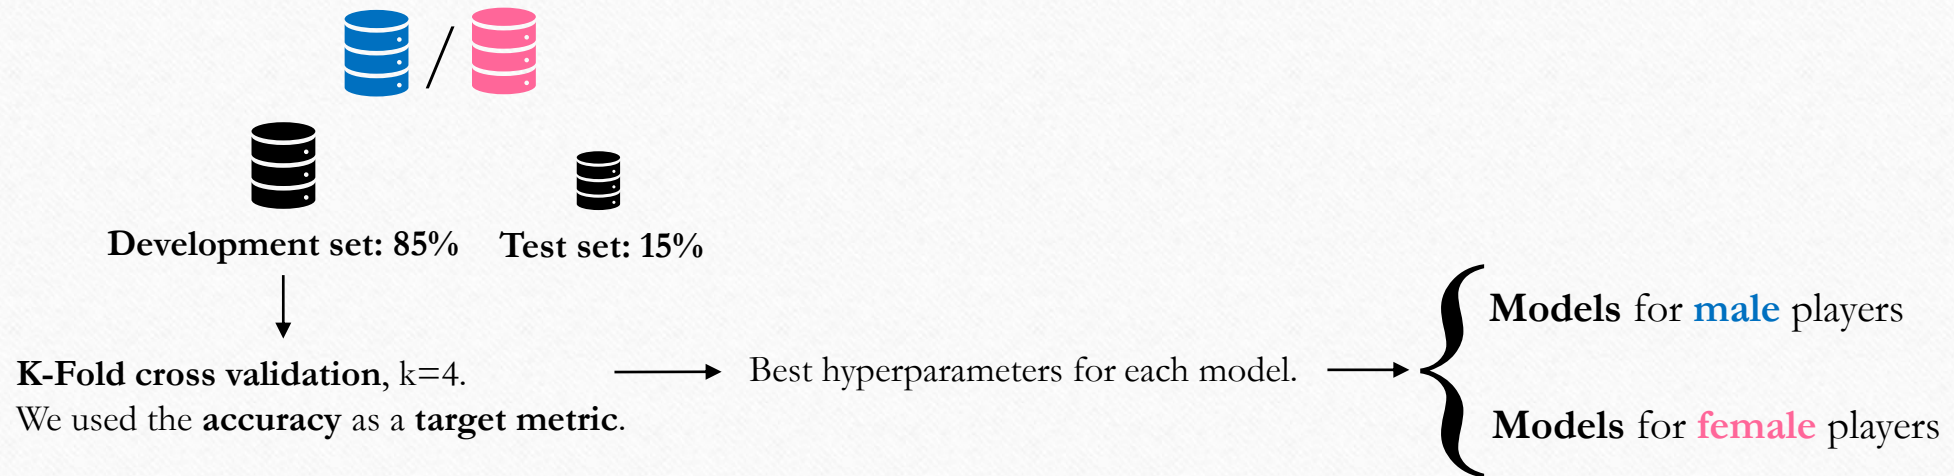 /
Development set: 85%
Test set: 15%
K-Fold cross validation, k=4.
We used the accuracy as a target metric.
Best hyperparameters for each model.
Models for male players
Models for female players